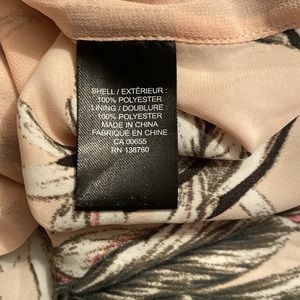 SHELL / EXTÉRIEUR :
100% POLYESTER
LINING / DOUBLURE :
100% POLYESTER
MADE IN CHINA
FABRIQUÉ EN CHINE
CA 00655
RN 138760